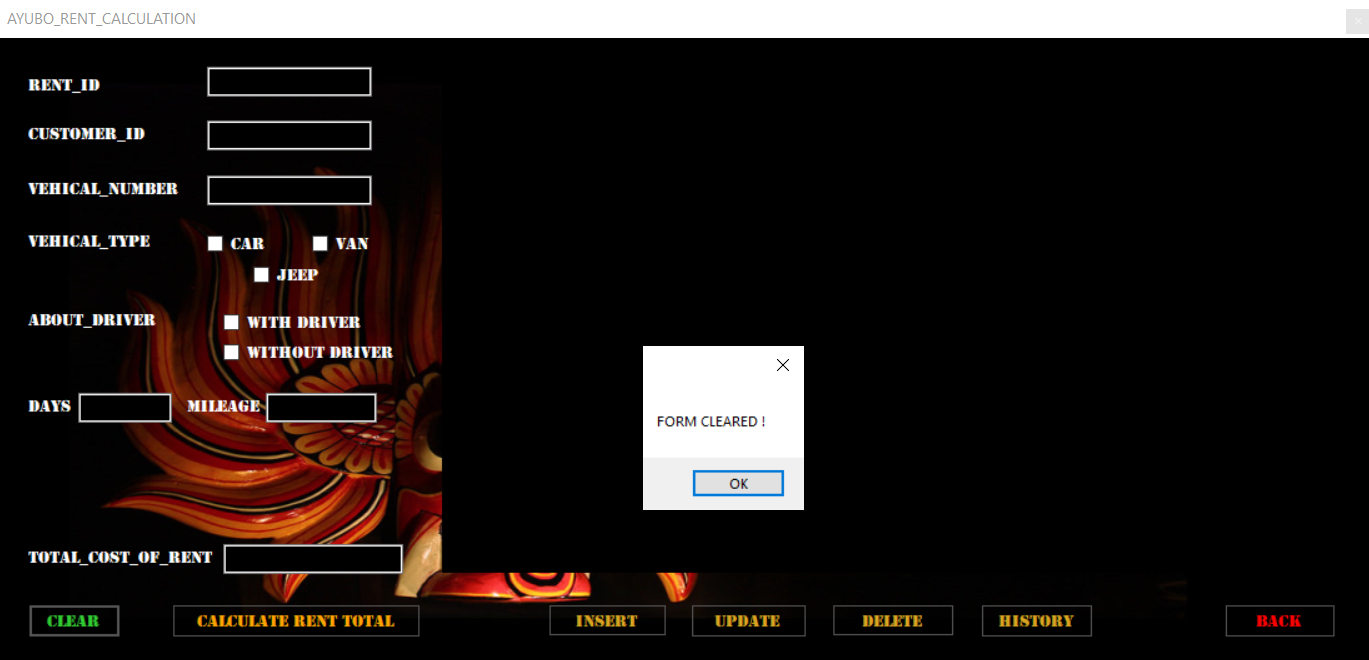 AYUBO_RENT_CALCULATION
RENT_ID
CUSTOMER_ID
VEHICAL_NUMBER
VEHICAL_TYPE CAR VAN
JEEP
ABOUT_DRIVER WITH DRIVER
WITHOUT DRIVER
DAYS MILEAGE
FORM CLEARED !
OK
TOTAL_COST_OF_RENT
CLEAR CALCULATE RENT TOTAL INSERT UPDATE DELETE HISTORY BACK